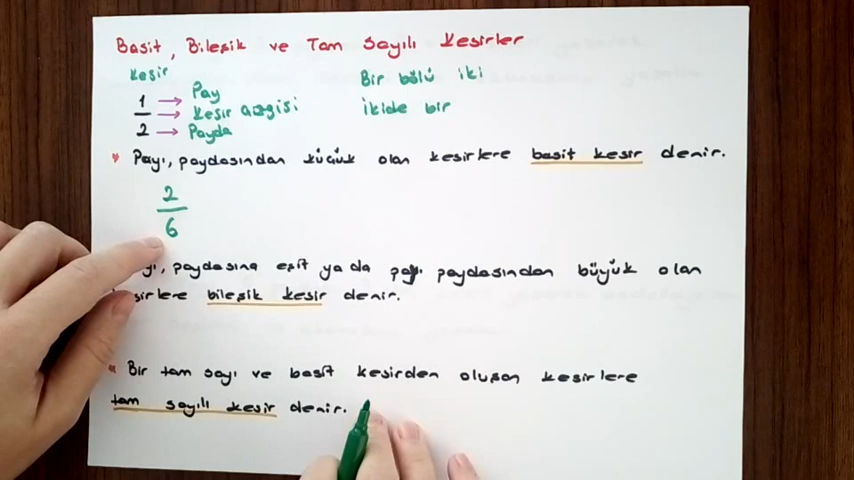 Basit, Bileşik ve Tam Sayılı Kesirler
Kesir
1 → Pay
→ Kesir çizgisi
2 → Payda
Bir bölü iki
ikide bir
Payı, paydasından küçük olan kesirlere basit kesir denir.
2
6
paydasına eşit ya da payı paydasından büyük olan
bileşik kesir denir.
Bir tam sayı ve basit kesirden oluşan kesirlere
tam sayılı kesir denir.